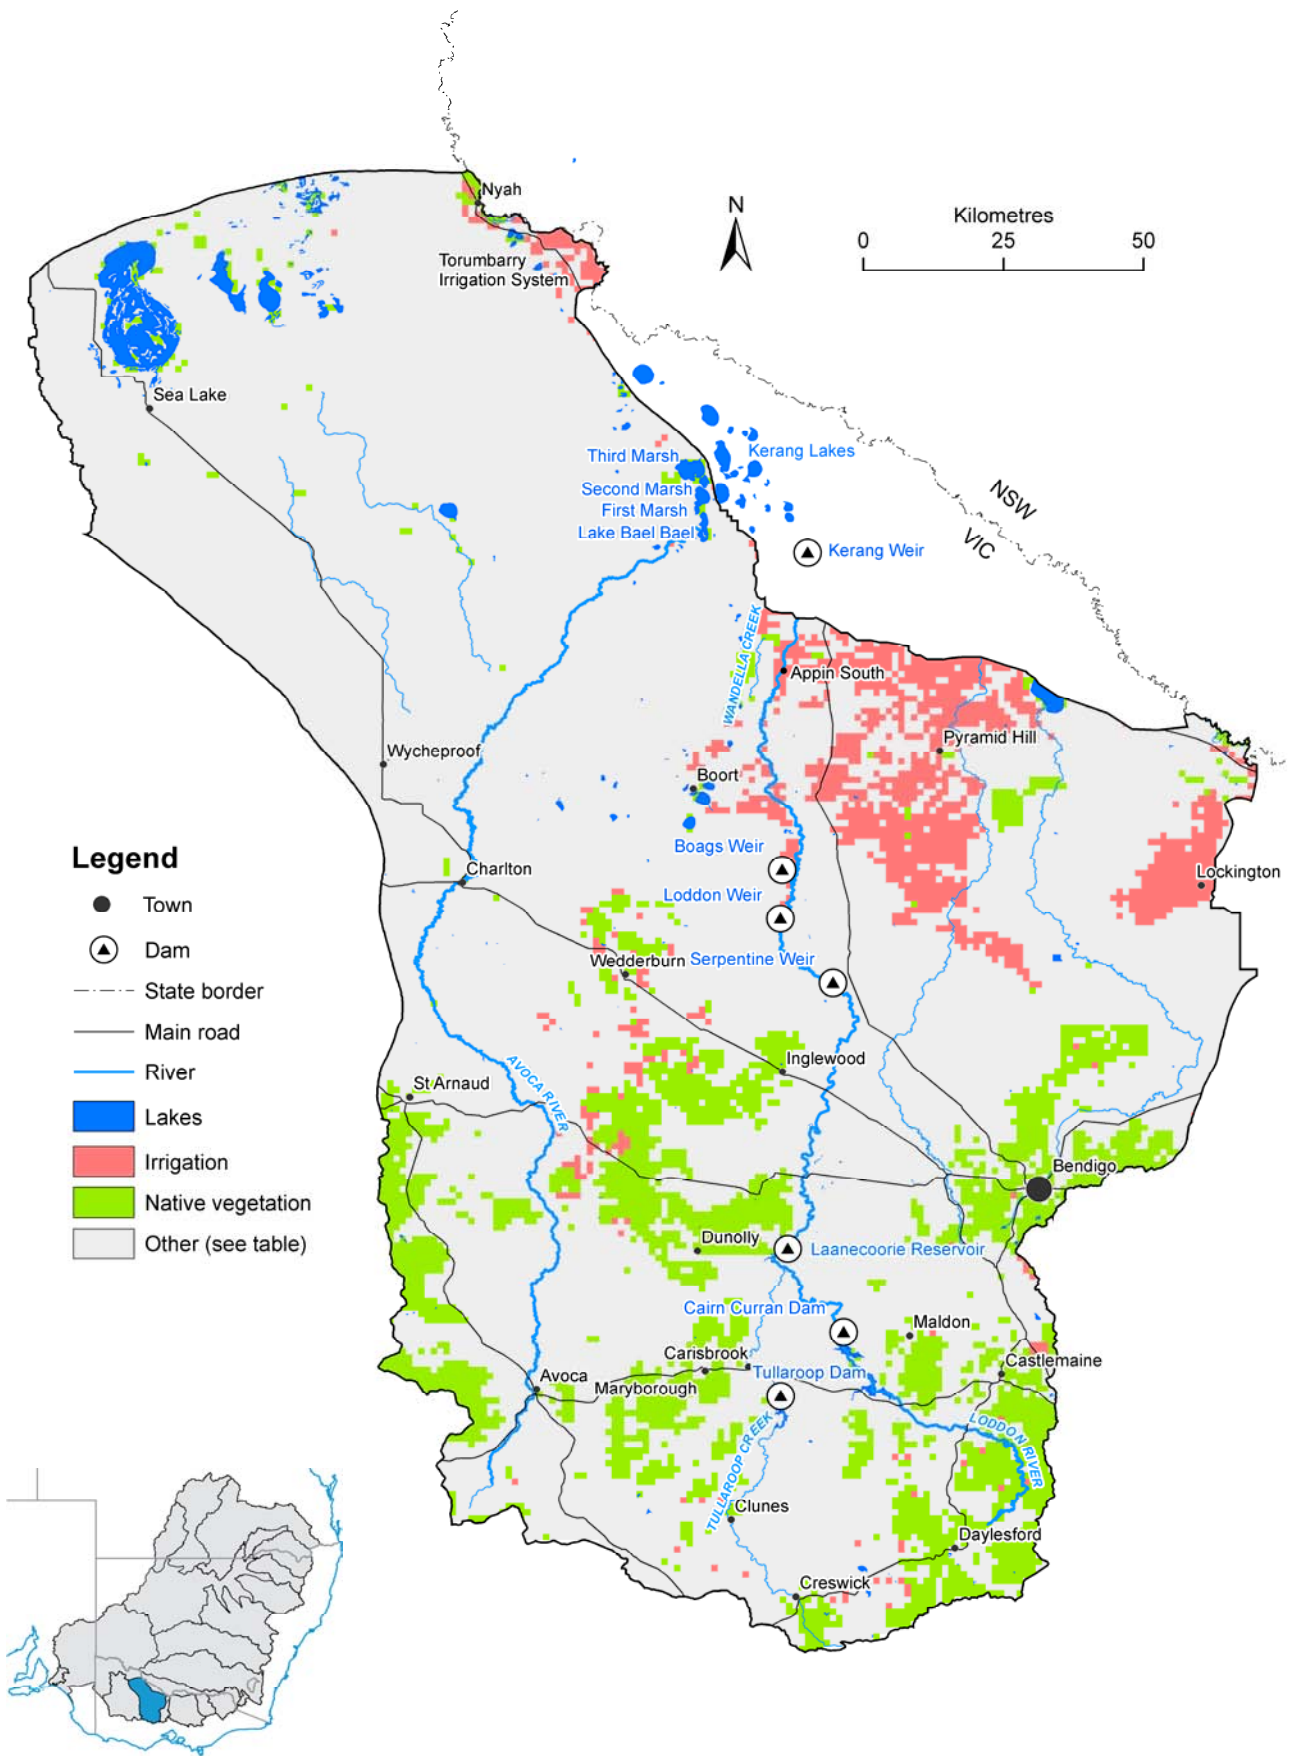 Nyah
N
Kilometres
0 25 50
Torumbarry
Irrigation System
Sea Lake
Third Marsh
Kerang Lakes
Second Marsh
First Marsh
Lake Bael Bael
NSW
VIC
Kerang Weir
WANDELLA CREEK
Appin South
Pyramid Hill
Wycheproof
Boort
Boags Weir
Legend
Charlton
Lockington
Town
Loddon Weir
Dam
Wedderburn
Serpentine Weir
State border
Main road
River
Inglewood
AVOCA RIVER
St Arnaud
Lakes
Irrigation
Bendigo
Native vegetation
Other (see table)
Dunolly
Laanecoorie Reservoir
Cairn Curran Dam
Maldon
Carisbrook
Castlemaine
Tullaroop Dam
Avoca
Maryborough
LODDON RIVER
TULLAROOP CREEK
Clunes
Daylesford
Creswick